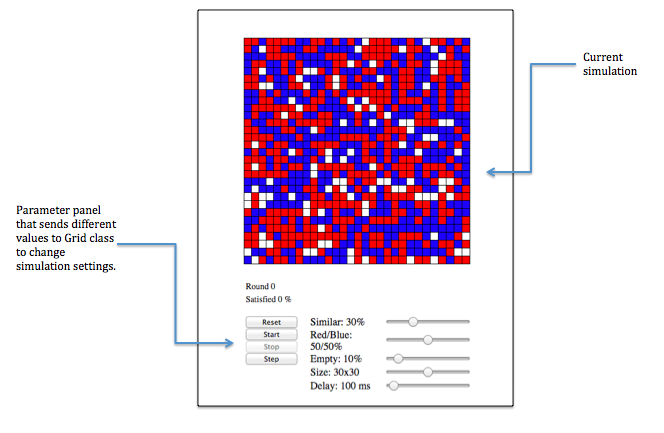 Current
simulation
Parameter panel
that sends different
values to Grid class
to change
simulation settings.
Round 0
Satisfied 0 %
Reset
Start
Stop
Step
Similar: 30%
Red/Blue:
50/50%
Empty: 10%
Size: 30x30
Delay: 100 ms